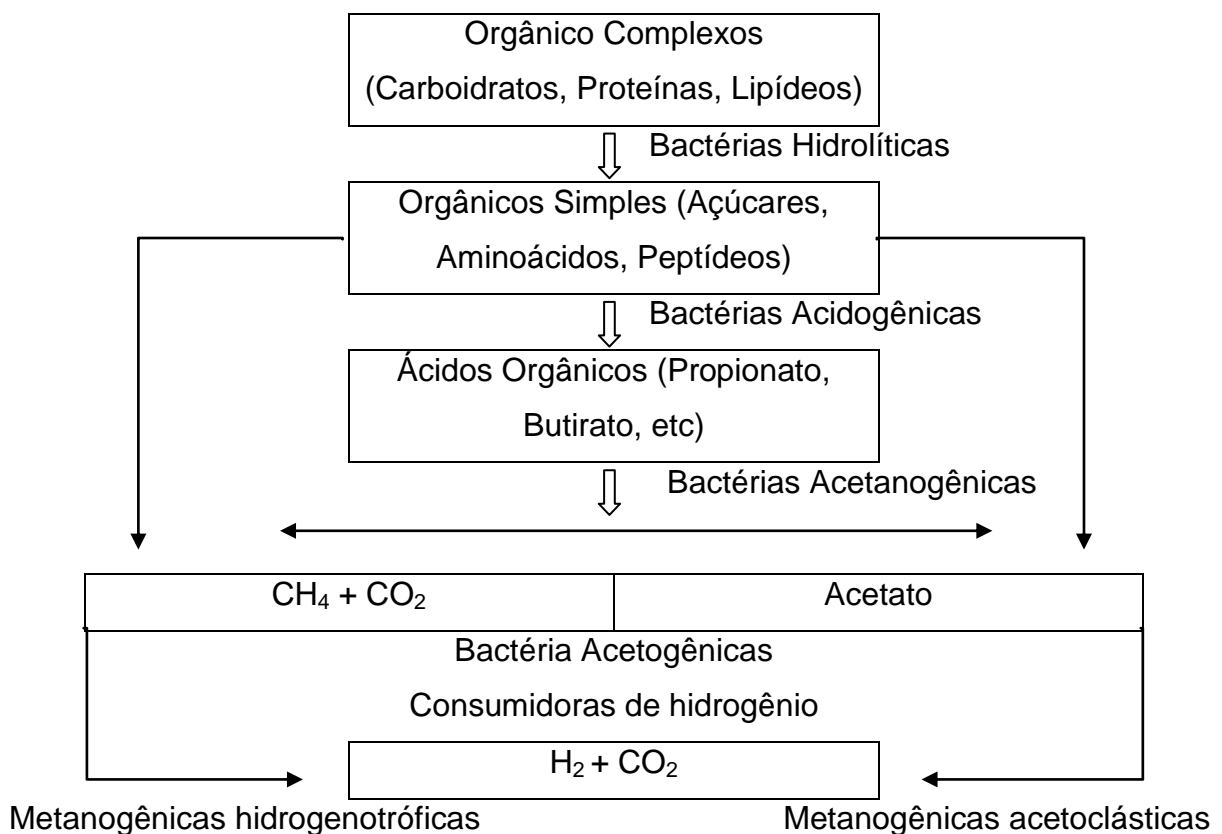 Orgânico Complexos
(Carboidratos, Proteínas, Lipídeos)
Bactérias Hidrolíticas
Orgânicos Simples (Açúcares,
Aminoácidos, Peptídeos)
Bactérias Acidogênicas
Ácidos Orgânicos (Propionato,
Butirato, etc)
Bactérias Acetanogênicas
CH₄ + CO₂ Acetato
Bactéria Acetogênicas
Consumidoras de hidrogênio
H₂ + CO₂
Metanogênicas hidrogenotróficas Metanogênicas acetoclásticas